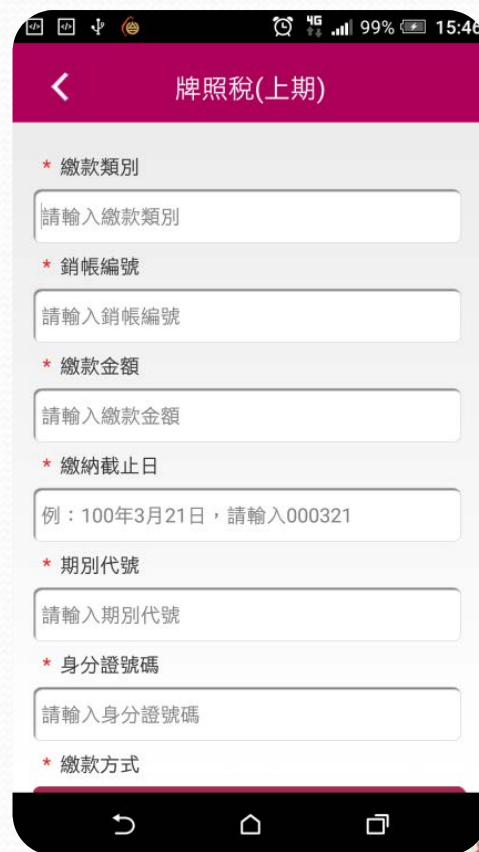 4G 99% 15:46
牌照稅(上期)
* 繳款類別
請輸入繳款類別
* 銷帳編號
請輸入銷帳編號
* 繳款金額
請輸入繳款金額
* 繳納截止日
例：100年3月21日，請輸入000321
* 期別代號
請輸入期別代號
* 身分證號碼
請輸入身分證號碼
* 繳款方式